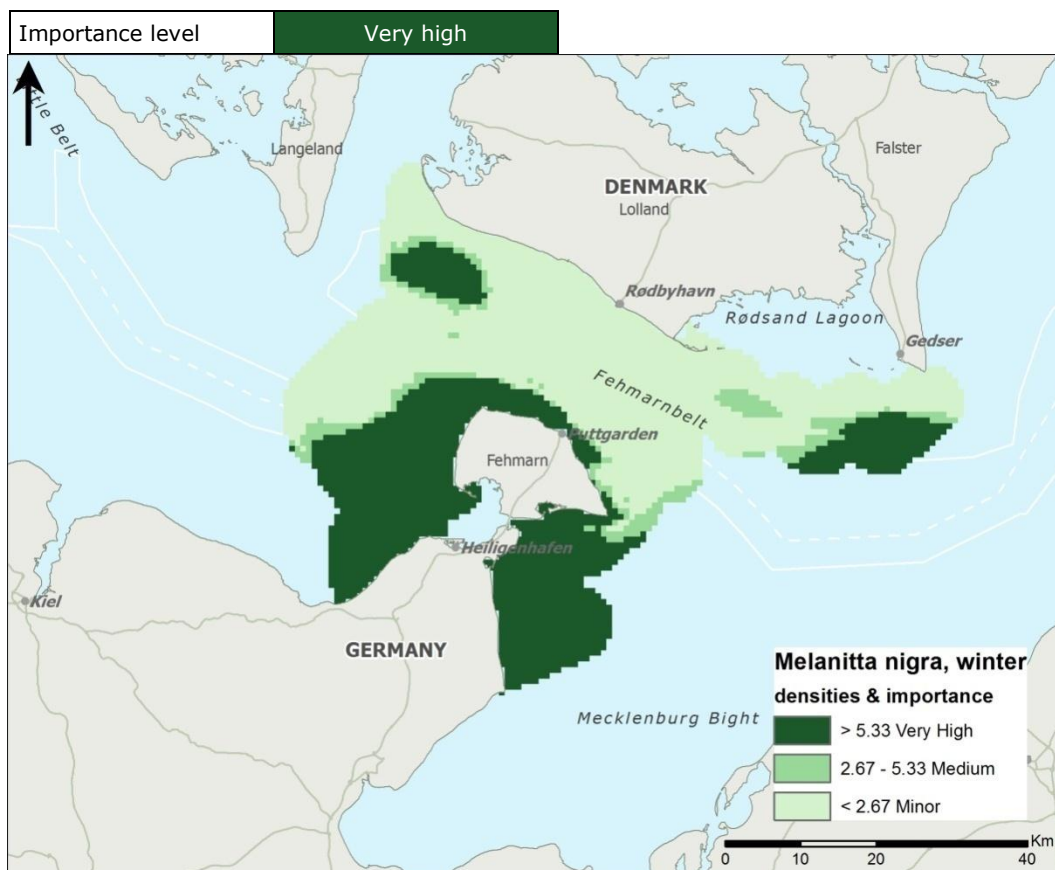 Importance level Very high
ttle Belt
Langeland
Falster
DENMARK
Lolland
Rødbyhavn
Rødsand Lagoon
Gedser
Fehmarnbelt
Puttgarden
Fehmarn
Heiligenhafen
Kiel
GERMANY
Mecklenburg Bight
Melanitta nigra, winter
densities & importance
> 5.33 Very High
2.67 - 5.33 Medium
< 2.67 Minor
Km
0 10 20 40